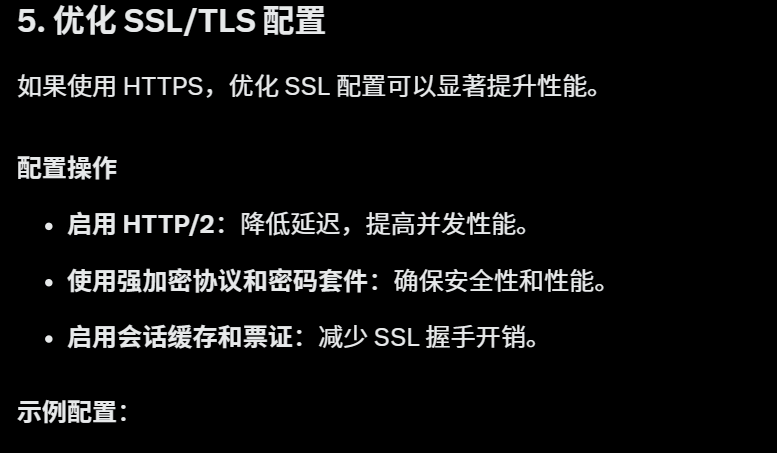 5. 优化 SSL/TLS 配置
如果使用 HTTPS，优化 SSL 配置可以显著提升性能。
配置操作
• 启用 HTTP/2：降低延迟，提高并发性能。
• 使用强加密协议和密码套件：确保安全性和性能。
• 启用会话缓存和票证：减少 SSL 握手开销。
示例配置：